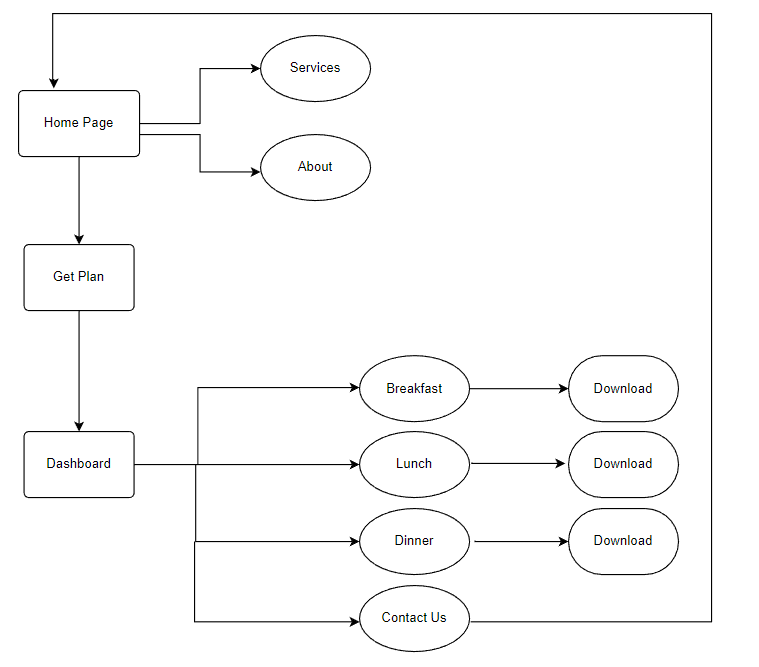 Services
Home Page
About
Get Plan
Breakfast
Download
Dashboard
Lunch
Download
Dinner
Download
Contact Us